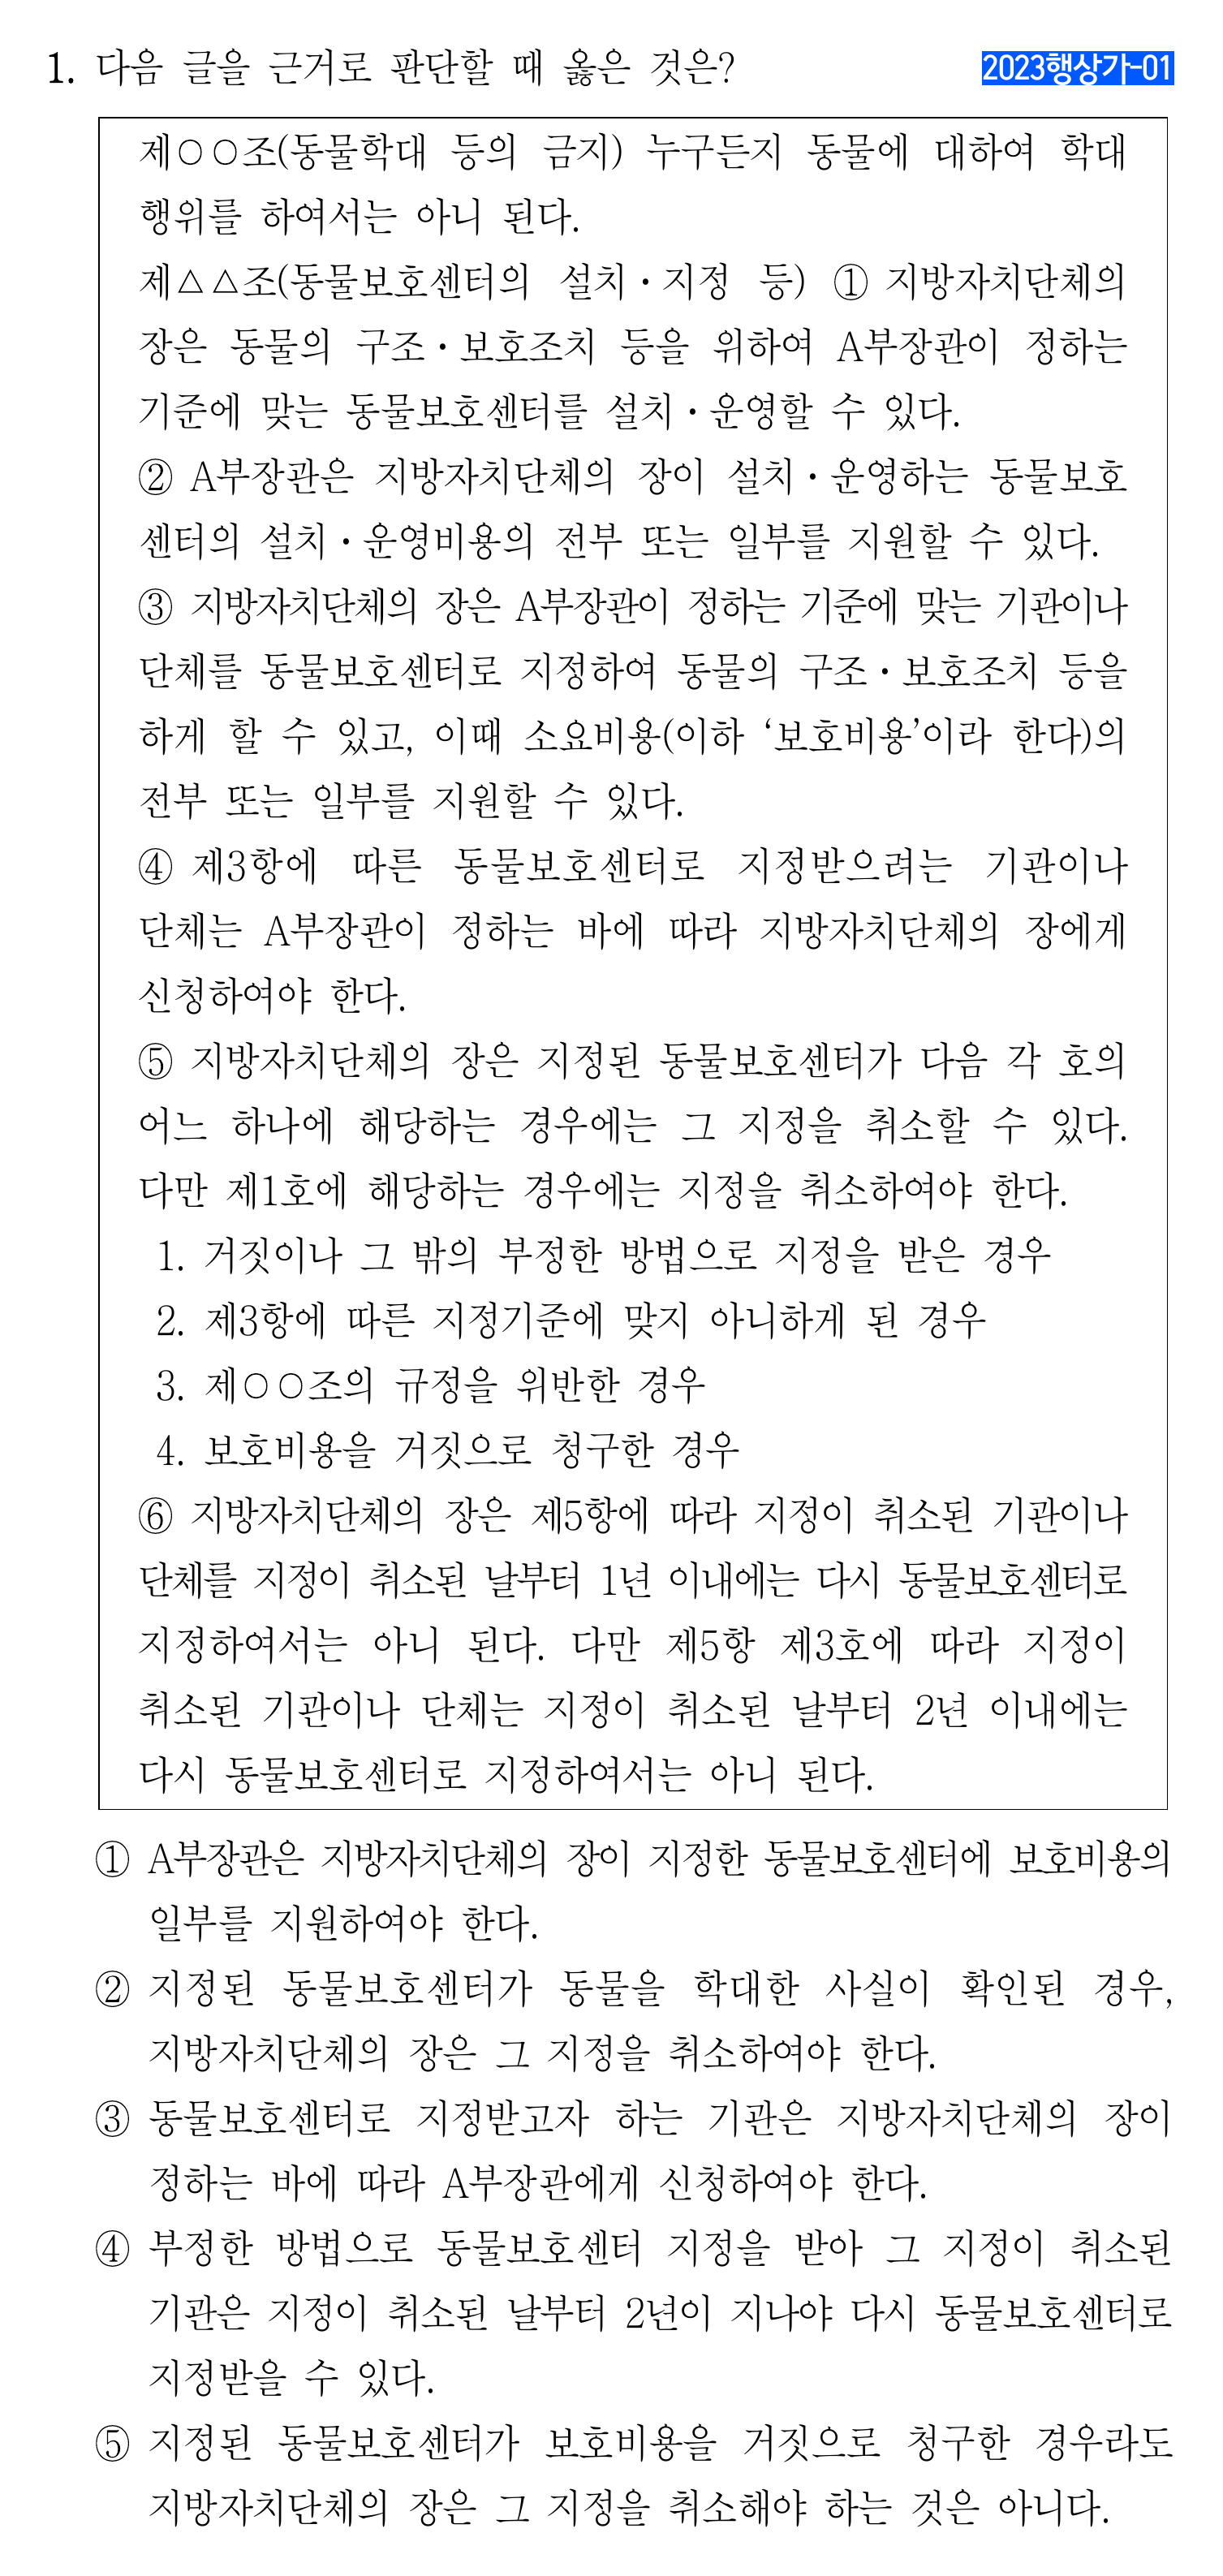 1. 다음 글을 근거로 판단할 때 옳은 것은?
2023행상가-01
제○○조(동물학대 등의 금지) 누구든지 동물에 대하여 학대
행위를 하여서는 아니 된다.
제△△조(동물보호센터의 설치・지정 등) ① 지방자치단체의
장은 동물의 구조・보호조치 등을 위하여 A부장관이 정하는
기준에 맞는 동물보호센터를 설치・운영할 수 있다.
② A부장관은 지방자치단체의 장이 설치・운영하는 동물보호
센터의 설치・운영비용의 전부 또는 일부를 지원할 수 있다.
③ 지방자치단체의 장은 A부장관이 정하는 기준에 맞는 기관이나
단체를 동물보호센터로 지정하여 동물의 구조・보호조치 등을
하게 할 수 있고, 이때 소요비용(이하 ‘보호비용’이라 한다)의
전부 또는 일부를 지원할 수 있다.
④ 제3항에 따른 동물보호센터로 지정받으려는 기관이나
단체는 A부장관이 정하는 바에 따라 지방자치단체의 장에게
신청하여야 한다.
⑤ 지방자치단체의 장은 지정된 동물보호센터가 다음 각 호의
어느 하나에 해당하는 경우에는 그 지정을 취소할 수 있다.
다만 제1호에 해당하는 경우에는 지정을 취소하여야 한다.
1. 거짓이나 그 밖의 부정한 방법으로 지정을 받은 경우
2. 제3항에 따른 지정기준에 맞지 아니하게 된 경우
3. 제○○조의 규정을 위반한 경우
4. 보호비용을 거짓으로 청구한 경우
⑥ 지방자치단체의 장은 제5항에 따라 지정이 취소된 기관이나
단체를 지정이 취소된 날부터 1년 이내에는 다시 동물보호센터로
지정하여서는 아니 된다. 다만 제5항 제3호에 따라 지정이
취소된 기관이나 단체는 지정이 취소된 날부터 2년 이내에는
다시 동물보호센터로 지정하여서는 아니 된다.
① A부장관은 지방자치단체의 장이 지정한 동물보호센터에 보호비용의
일부를 지원하여야 한다.
② 지정된 동물보호센터가 동물을 학대한 사실이 확인된 경우,
지방자치단체의 장은 그 지정을 취소하여야 한다.
③ 동물보호센터로 지정받고자 하는 기관은 지방자치단체의 장이
정하는 바에 따라 A부장관에게 신청하여야 한다.
④ 부정한 방법으로 동물보호센터 지정을 받아 그 지정이 취소된
기관은 지정이 취소된 날부터 2년이 지나야 다시 동물보호센터로
지정받을 수 있다.
⑤ 지정된 동물보호센터가 보호비용을 거짓으로 청구한 경우라도
지방자치단체의 장은 그 지정을 취소해야 하는 것은 아니다.